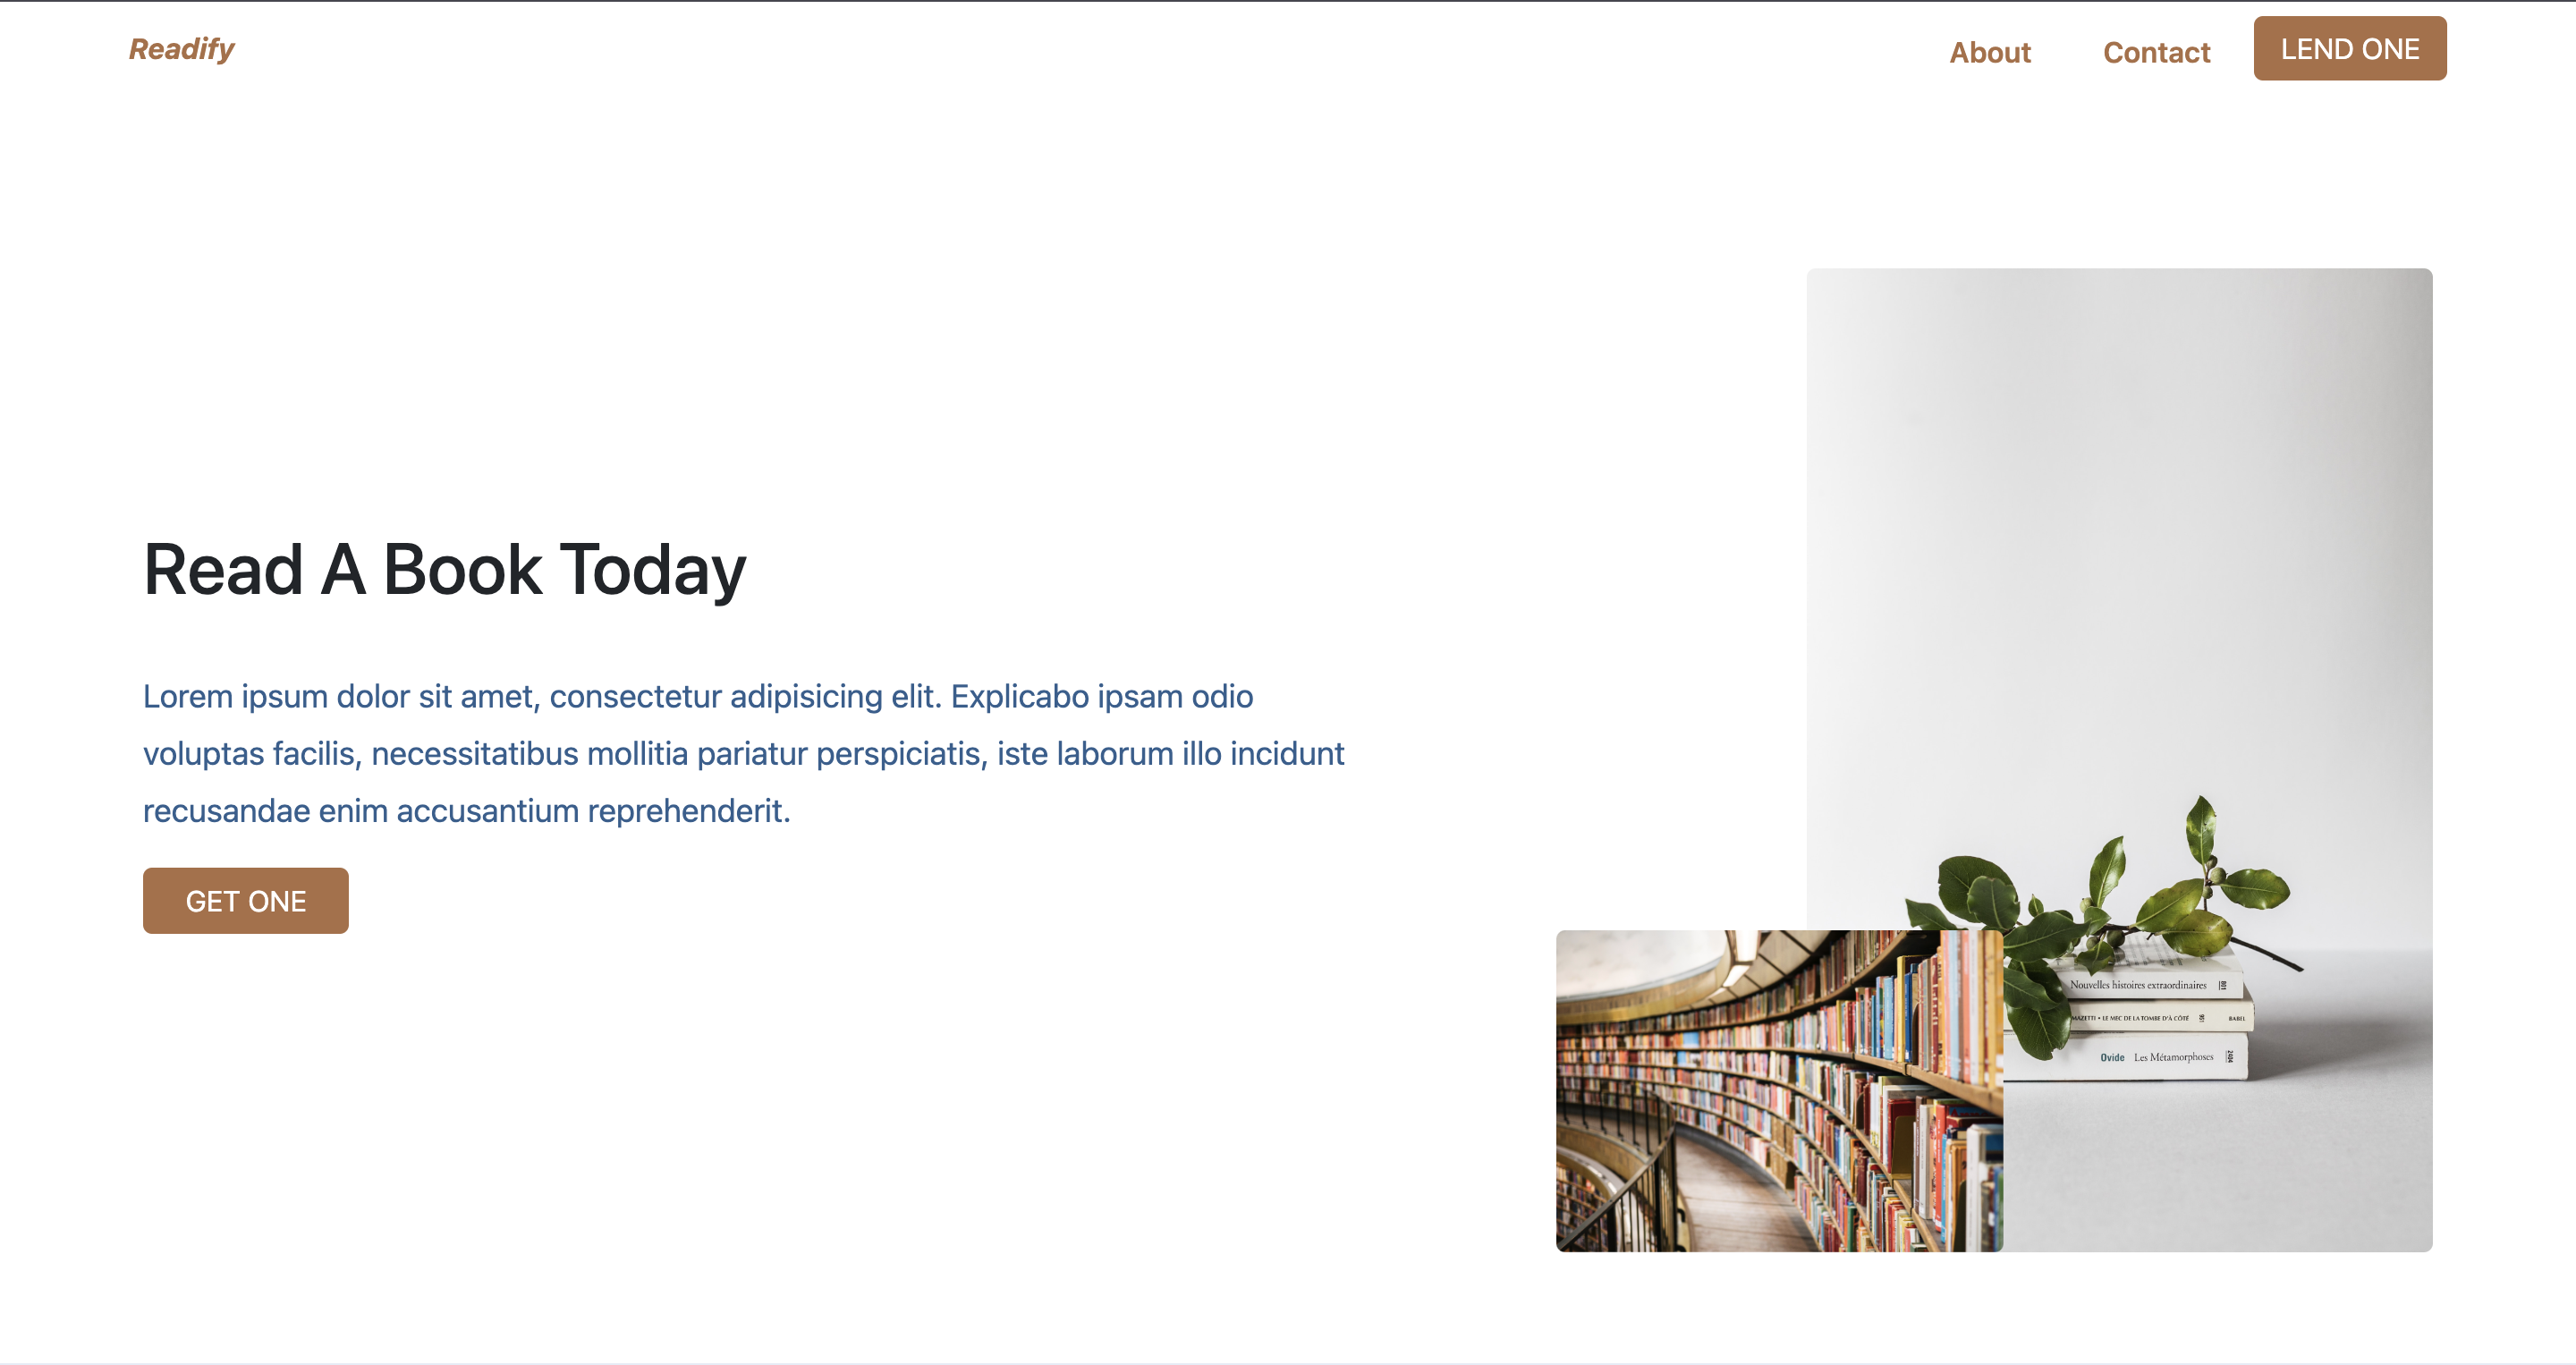 Readify
About Contact LEND ONE
Read A Book Today
Lorem ipsum dolor sit amet, consectetur adipisicing elit. Explicabo ipsam odio
voluptas facilis, necessitatibus mollitia pariatur perspiciatis, iste laborum illo incidunt
recusandae enim accusantium reprehenderit.
GET ONE
Nouvelles histoires extraordinaires
MAZETTI • LE MEC DE LA TOMBE D'À CÔTÉ BABEL
Ovide Les Métamorphoses